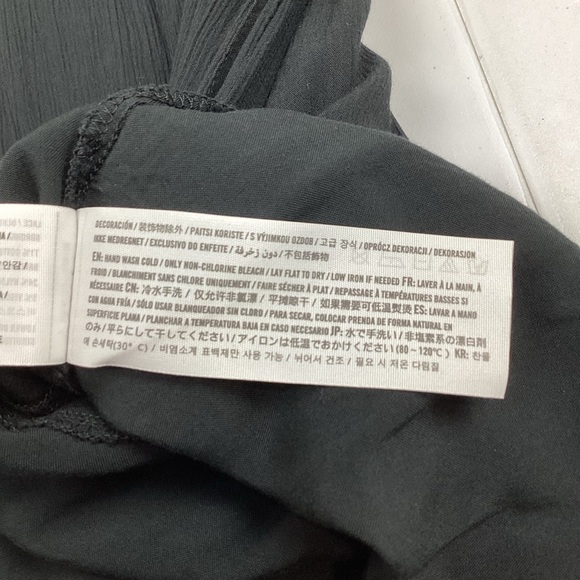 DECORACIÓN / 装饰物除外 / PAITSI KORISTE / S VÝJIMKOU OZDOB / 고급 장식 / OPRÓCZ DEKORACJI / DEKORASJON
IKKE MEDREGNET / EXCLUSIVO DO ENFEITE / دون زخرفة / 不包括飾物
EN: HAND WASH COLD / ONLY NON-CHLORINE BLEACH / LAY FLAT TO DRY / LOW IRON IF NEEDED FR: LAVER À LA MAIN, À
FROID / BLANCHIMENT SANS CHLORE UNIQUEMENT / FAIRE SÉCHER À PLAT / REPASSAGE À TEMPÉRATURES BASSES SI
NÉCESSAIRE CN: 冷水手洗 / 仅允许非氯漂 / 平摊晾干 / 如果需要可低温熨烫 ES: LAVAR A MANO
CON AGUA FRÍA / SÓLO USAR BLANQUEADOR SIN CLORO / PARA SECAR, COLOCAR PRENDA DE FORMA NATURAL EN
SUPERFICIE PLANA / PLANCHAR A TEMPERATURA BAJA EN CASO NECESARIO JP: 水で手洗い / 非塩素系の漂白剤
のみ / 平らにして干してください / アイロンは低温でおかけください (80~120℃) KR: 찬물
에 손세탁(30° C) / 비염소계 표백제만 사용 가능 / 뉘어서 건조 / 필요 시 저온 다림질